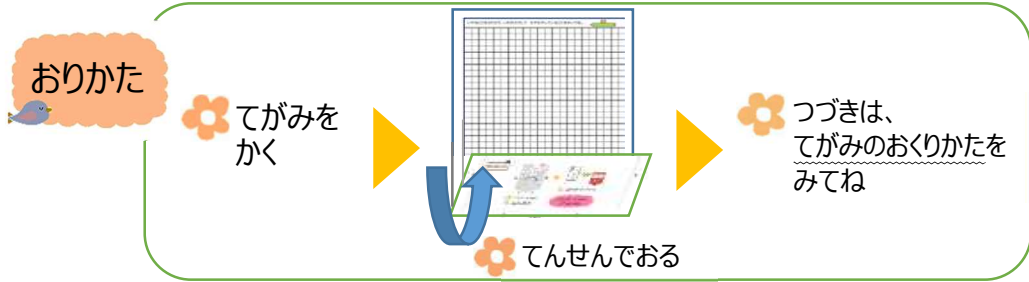 おりかた
てがみを
かく
てんせんでおる
つづきは、
てがみのおくりかたを
みてね